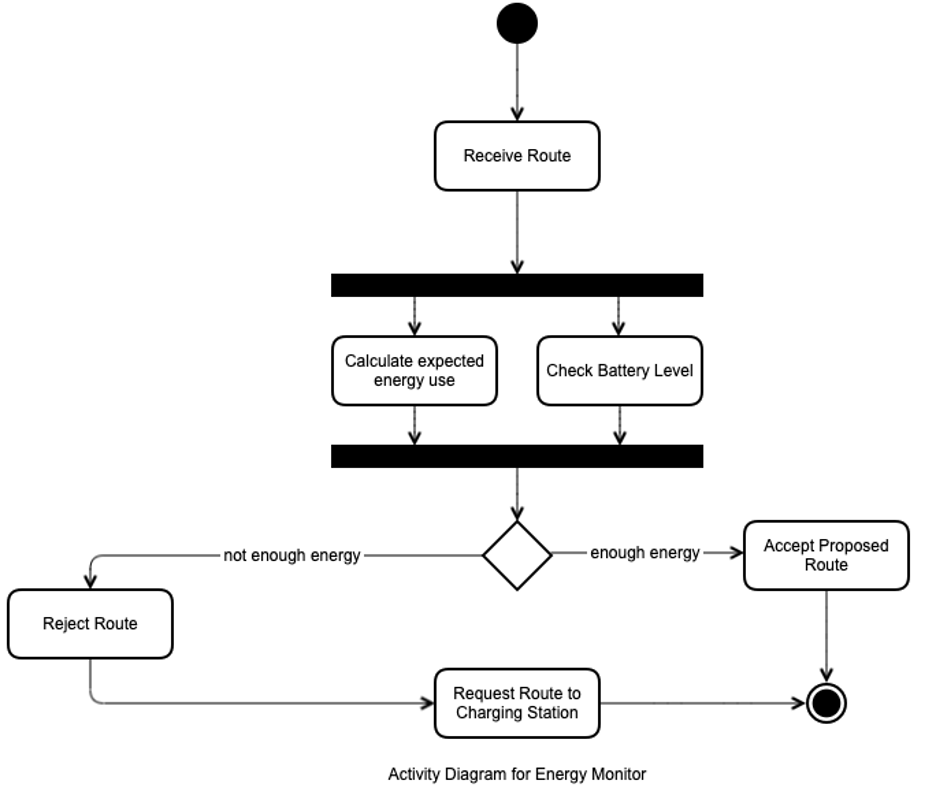 Receive Route
Calculate expected
energy use
Check Battery Level
not enough energy
enough energy
Accept Proposed
Route
Reject Route
Request Route to
Charging Station
Activity Diagram for Energy Monitor